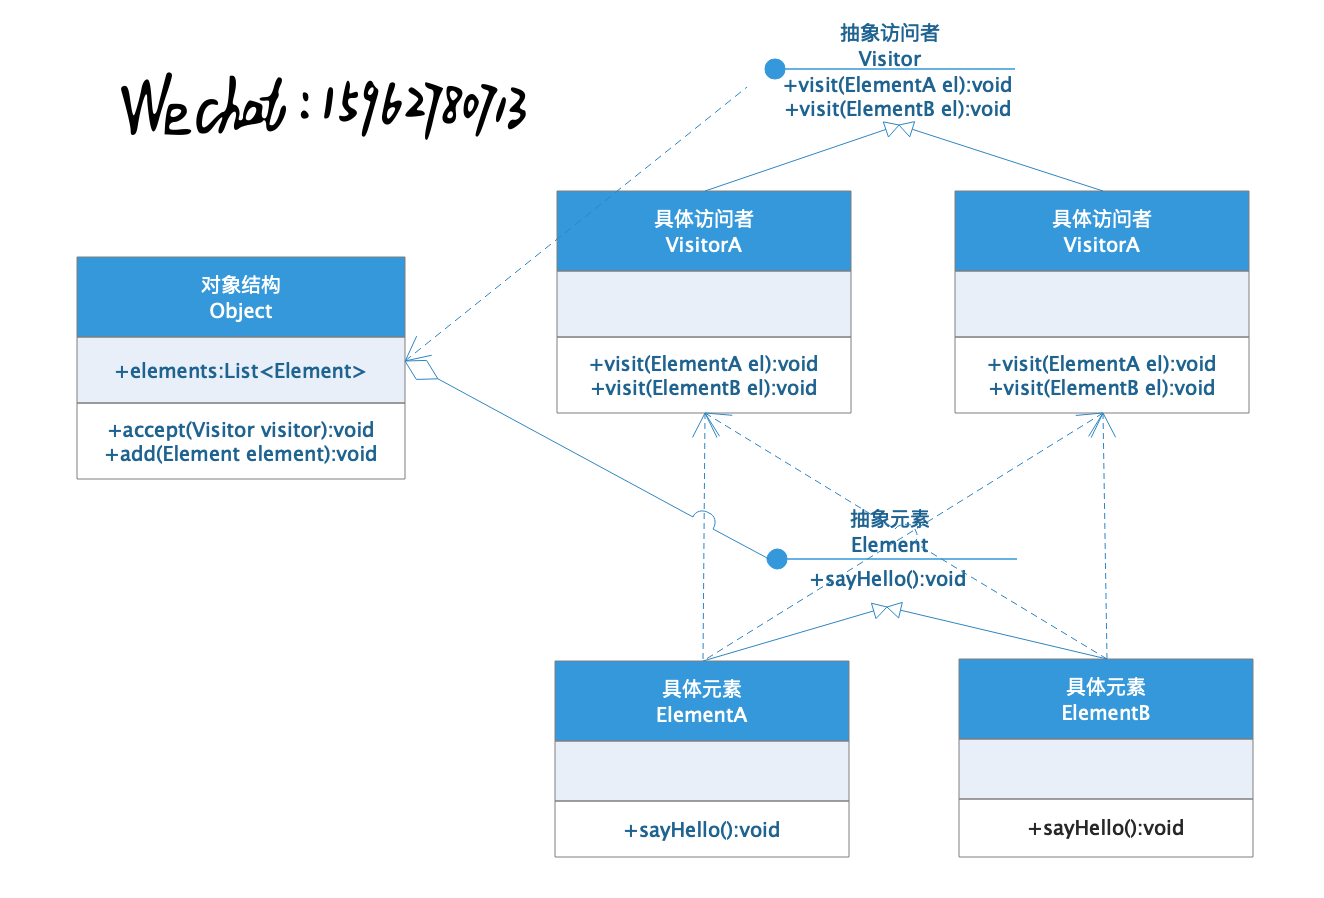 抽象访问者
Visitor
+visit(ElementA el):void
+visit(ElementB el):void
Wechat:15962780713
具体访问者
VisitorA
+visit(ElementA el):void
+visit(ElementB el):void
具体访问者
VisitorA
+visit(ElementA el):void
+visit(ElementB el):void
对象结构
Object
+elements:List<Element>
+accept(Visitor visitor):void
+add(Element element):void
抽象元素
Element
+sayHello():void
具体元素
ElementA
+sayHello():void
具体元素
ElementB
+sayHello():void